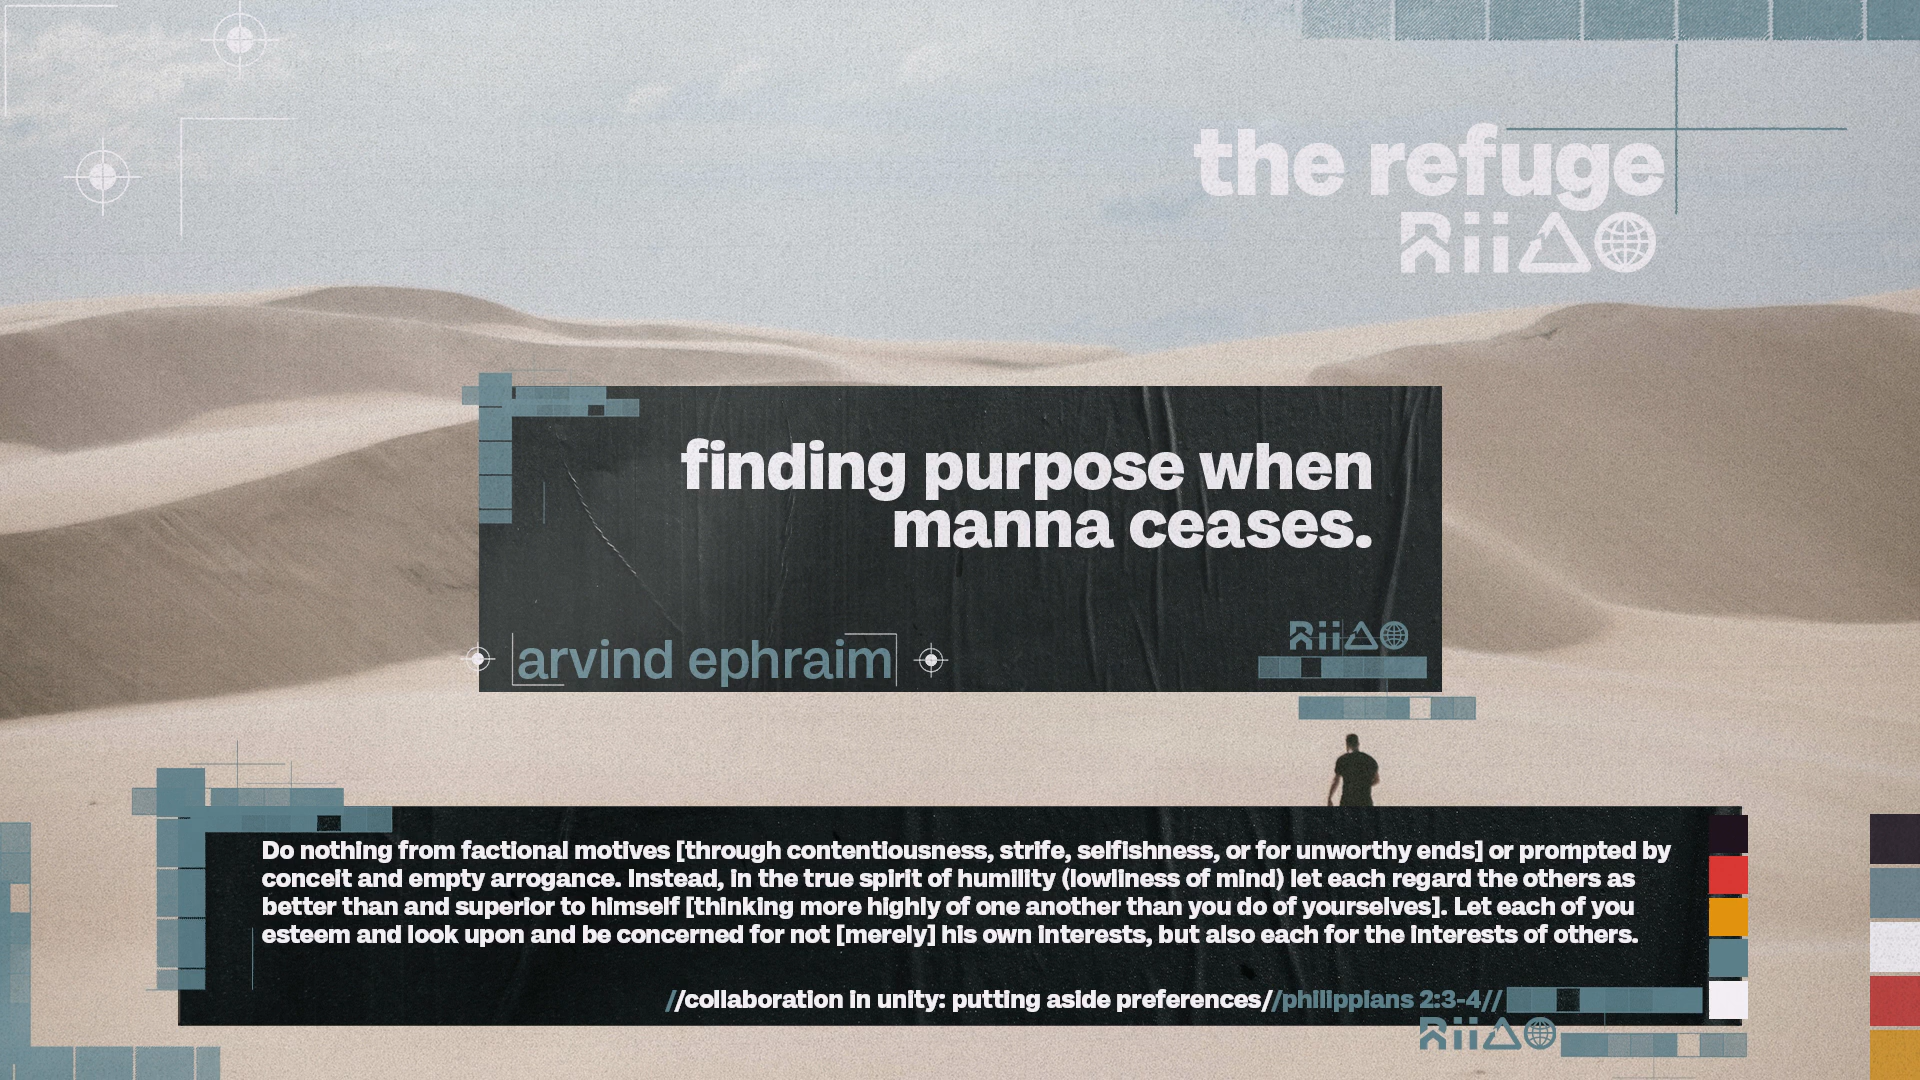 the refuge
finding purpose when
manna ceases.
arvind ephraim
Do nothing from factional motives [through contentiousness, strife, selfishness, or for unworthy ends] or prompted by
conceit and empty arrogance. Instead, in the true spirit of humility (lowliness of mind) let each regard the others as
better than and superior to himself [thinking more highly of one another than you do of yourselves]. Let each of you
esteem and look upon and be concerned for not [merely] his own interests, but also each for the interests of others.
//collaboration in unity: putting aside preferences//philippians 2:3-4//